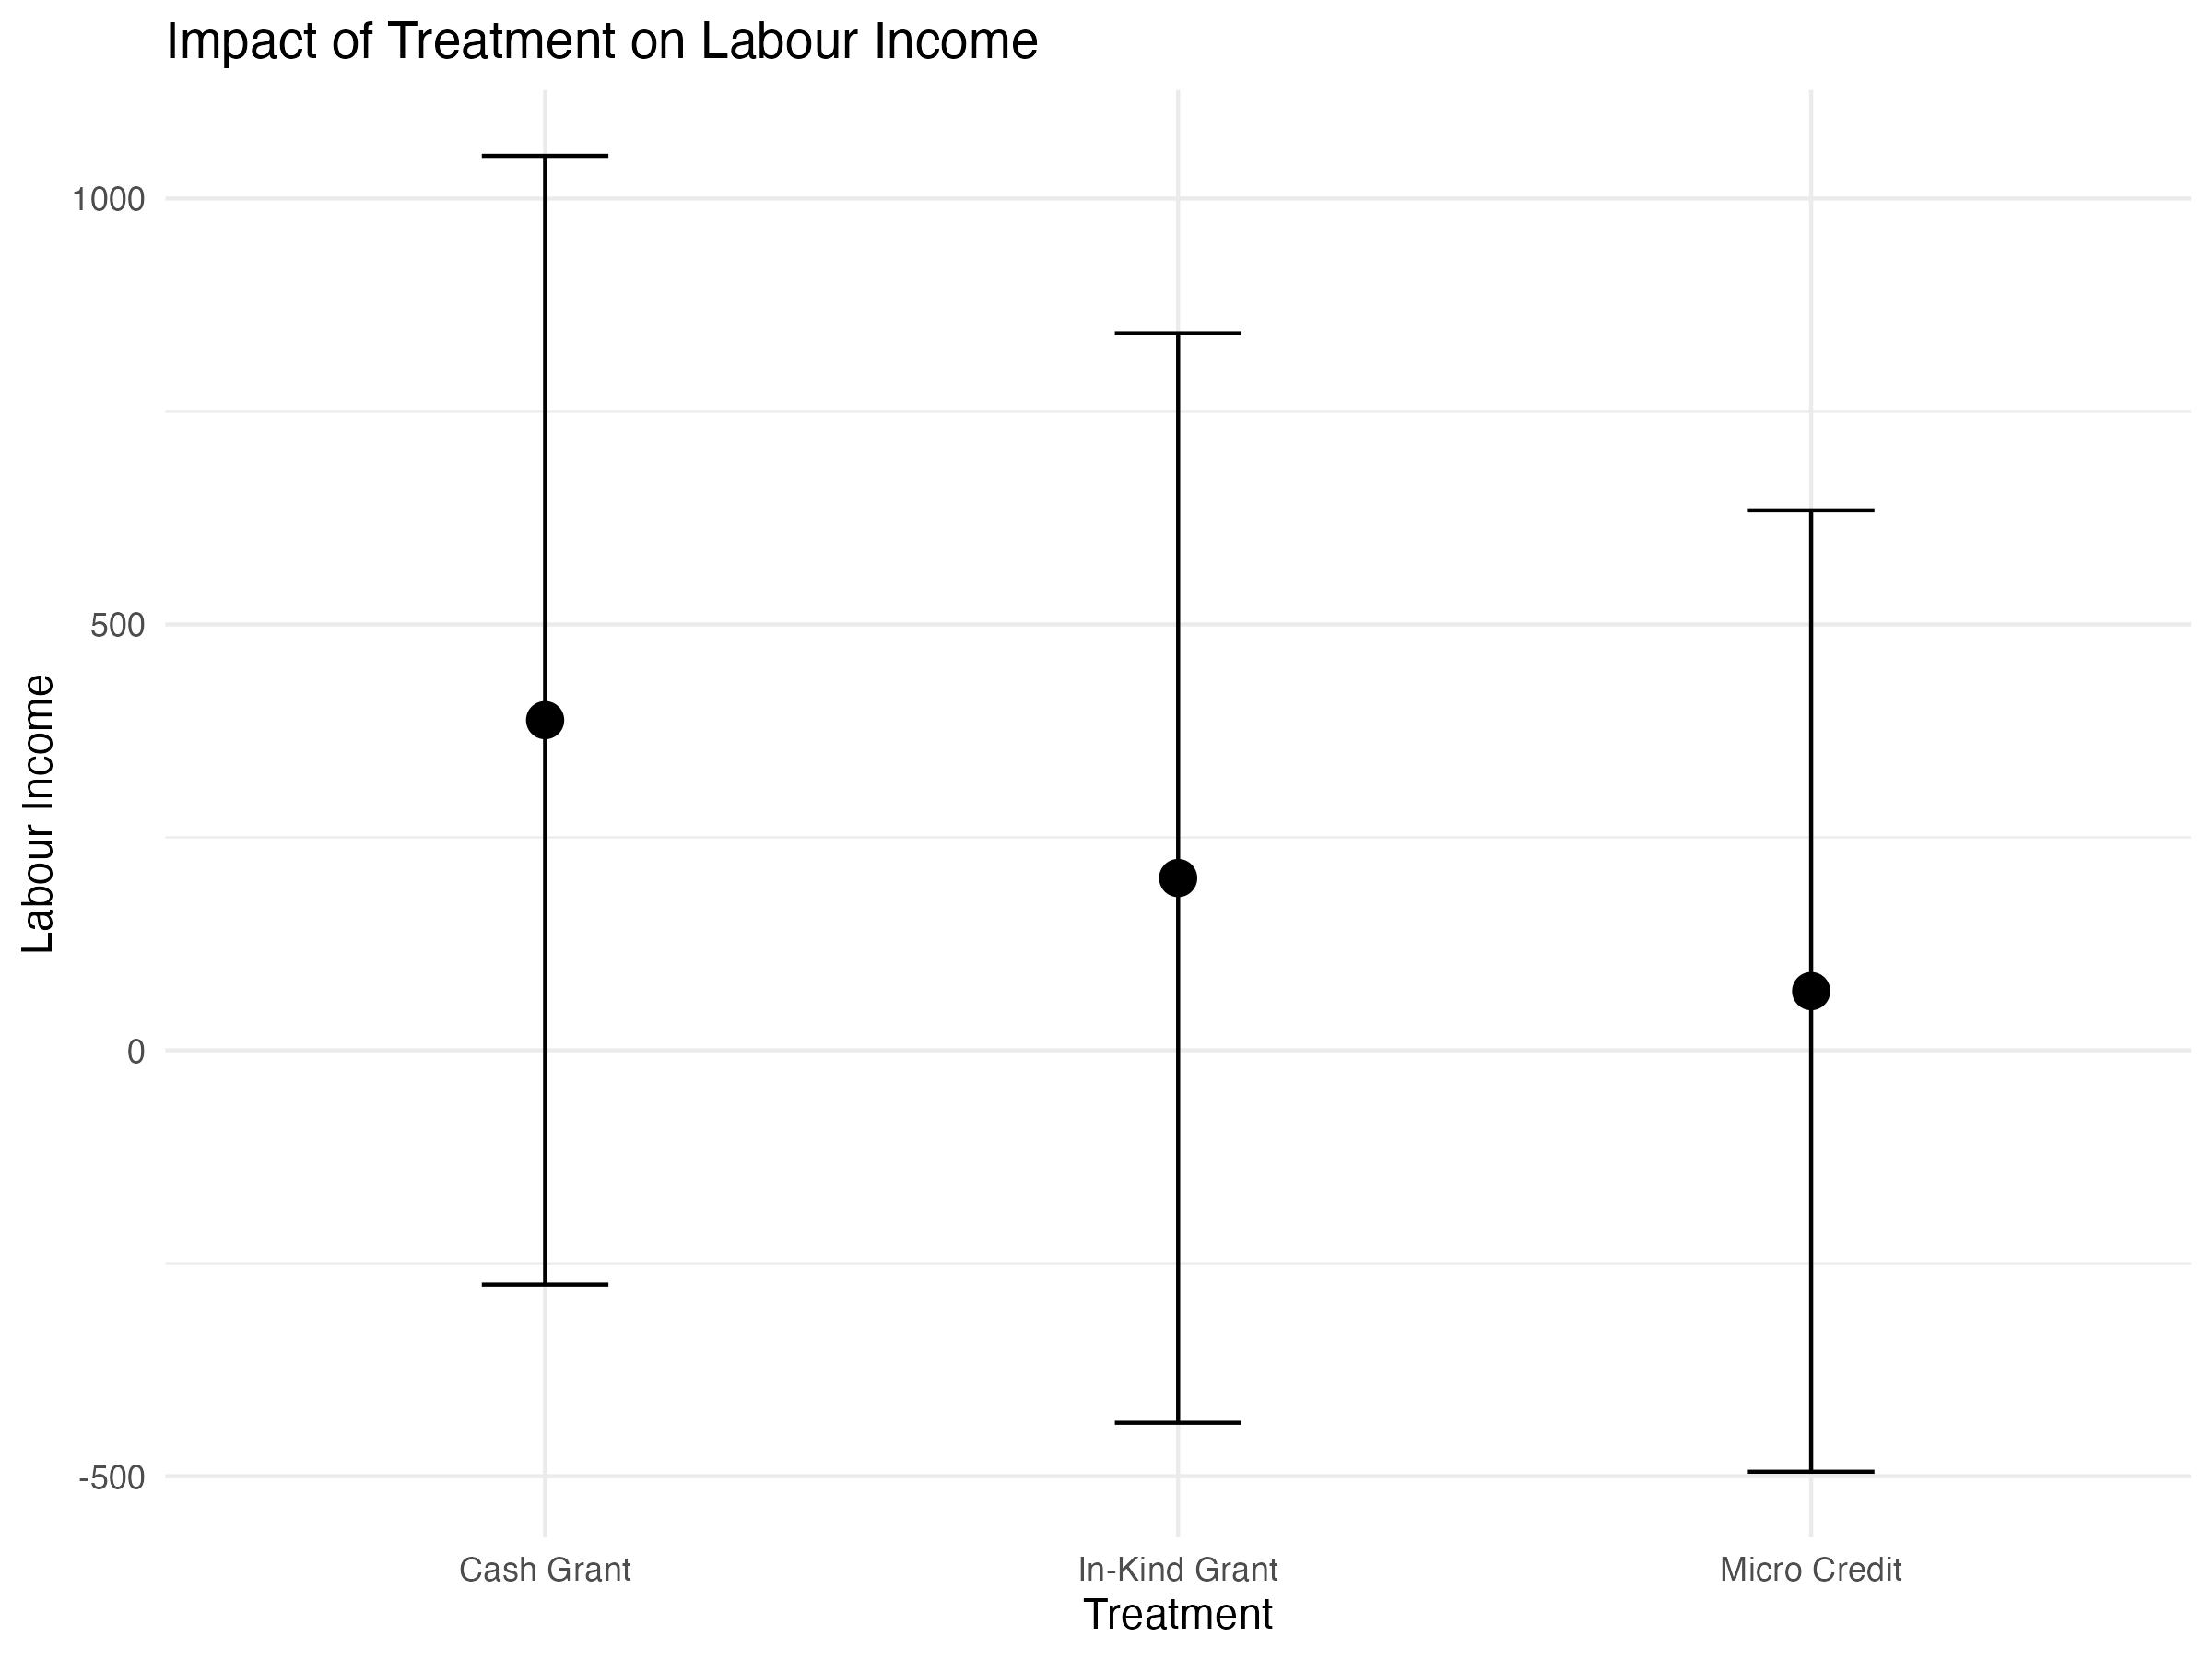 Impact of Treatment on Labour Income
Labour Income
1000
500
0
-500
Cash Grant
In-Kind Grant
Micro Credit
Treatment